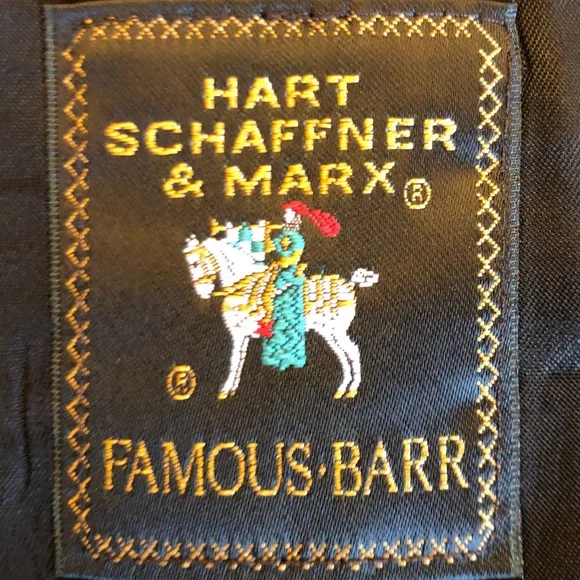 HART
SCHAFFNER
& MARX®
®
FAMOUS·BARR